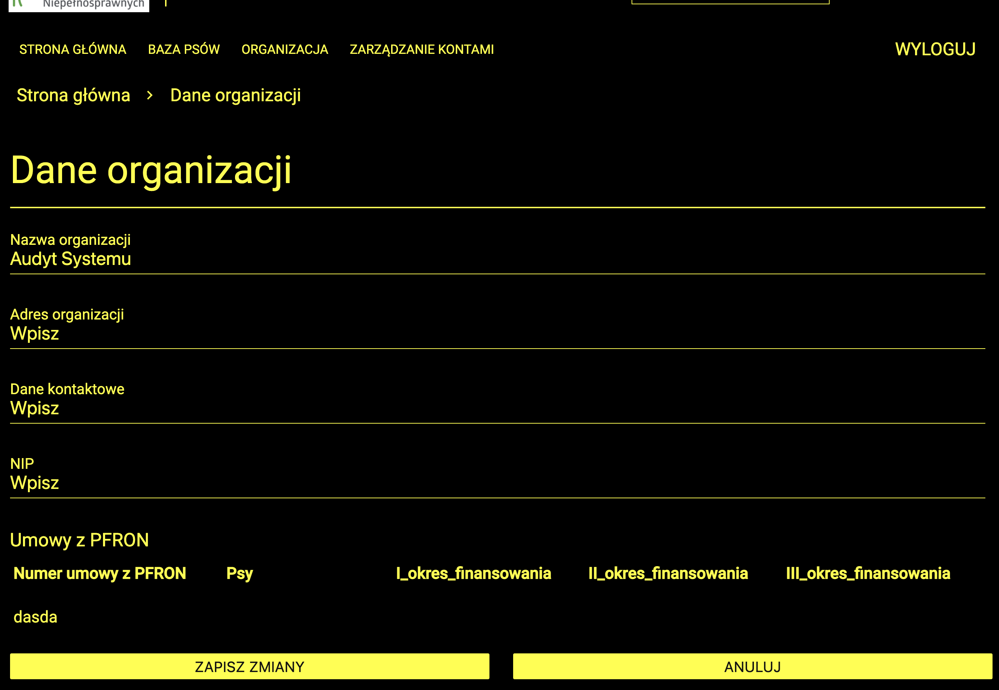 Niepełnosprawnych
STRONA GŁÓWNA BAZA PSÓW ORGANIZACJA ZARZĄDZANIE KONTAMI WYLOGUJ
Strona główna > Dane organizacji
Dane organizacji
Nazwa organizacji
Audyt Systemu
Adres organizacji
Wpisz
Dane kontaktowe
Wpisz
NIP
Wpisz
Umowy z PFRON
Numer umowy z PFRON Psy I_okres_finansowania II_okres_finansowania III_okres_finansowania
dasda
ZAPISZ ZMIANY ANULUJ